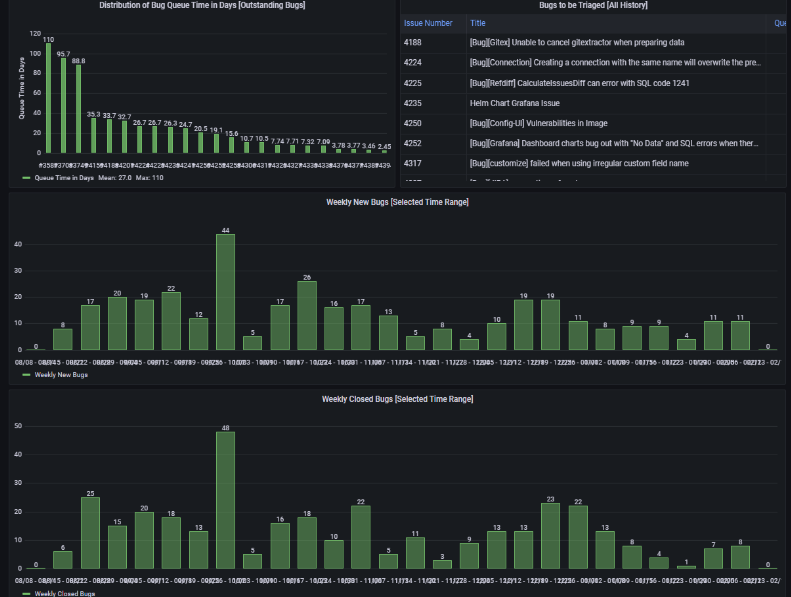 Distribution of Bug Queue Time in Days [Outstanding Bugs]
120
100
80
60
40
20
0
Queue Time in Days
110
95.7
88.8
35.3 33.7 32.7
26.7 26.7 26.3 24.7
20.5 19.1 15.6
10.7 10.5
7.74 7.71 7.32 7.09
3.78 3.77 3.46 2.45
Queue Time in Days Mean: 27.0 Max: 110
Bugs to be Triaged [All History]
Issue Number Title
4188 [Bug][Gitex] Unable to cancel gitextractor when preparing data
4224 [Bug][Connection] Creating a connection with the same name will overwrite the pre...
4225 [Bug][Refdiff] CalculateIssuesDiff can error with SQL code 1241
4235 Helm Chart Grafana Issue
4250 [Bug][Config-UI] Vulnerabilities in Image
4252 [Bug][Grafana] Dashboard charts bug out with "No Data" and SQL errors when ther...
4317 [Bug][customize] failed when using irregular custom field name
Weekly New Bugs [Selected Time Range]
40
30
20
10
0
0 8 17 20 19 22 12 44 5 17 26 16 17 13 5 8 4 10 19 19 11 8 9 9 4 11 11 0
Weekly New Bugs
Weekly Closed Bugs [Selected Time Range]
50
40
30
20
10
0
0 6 25 15 20 18 13 48 5 16 18 10 22 5 11 3 9 13 13 23 22 13 8 4 1 7 8 0
Weekly Closed Bugs